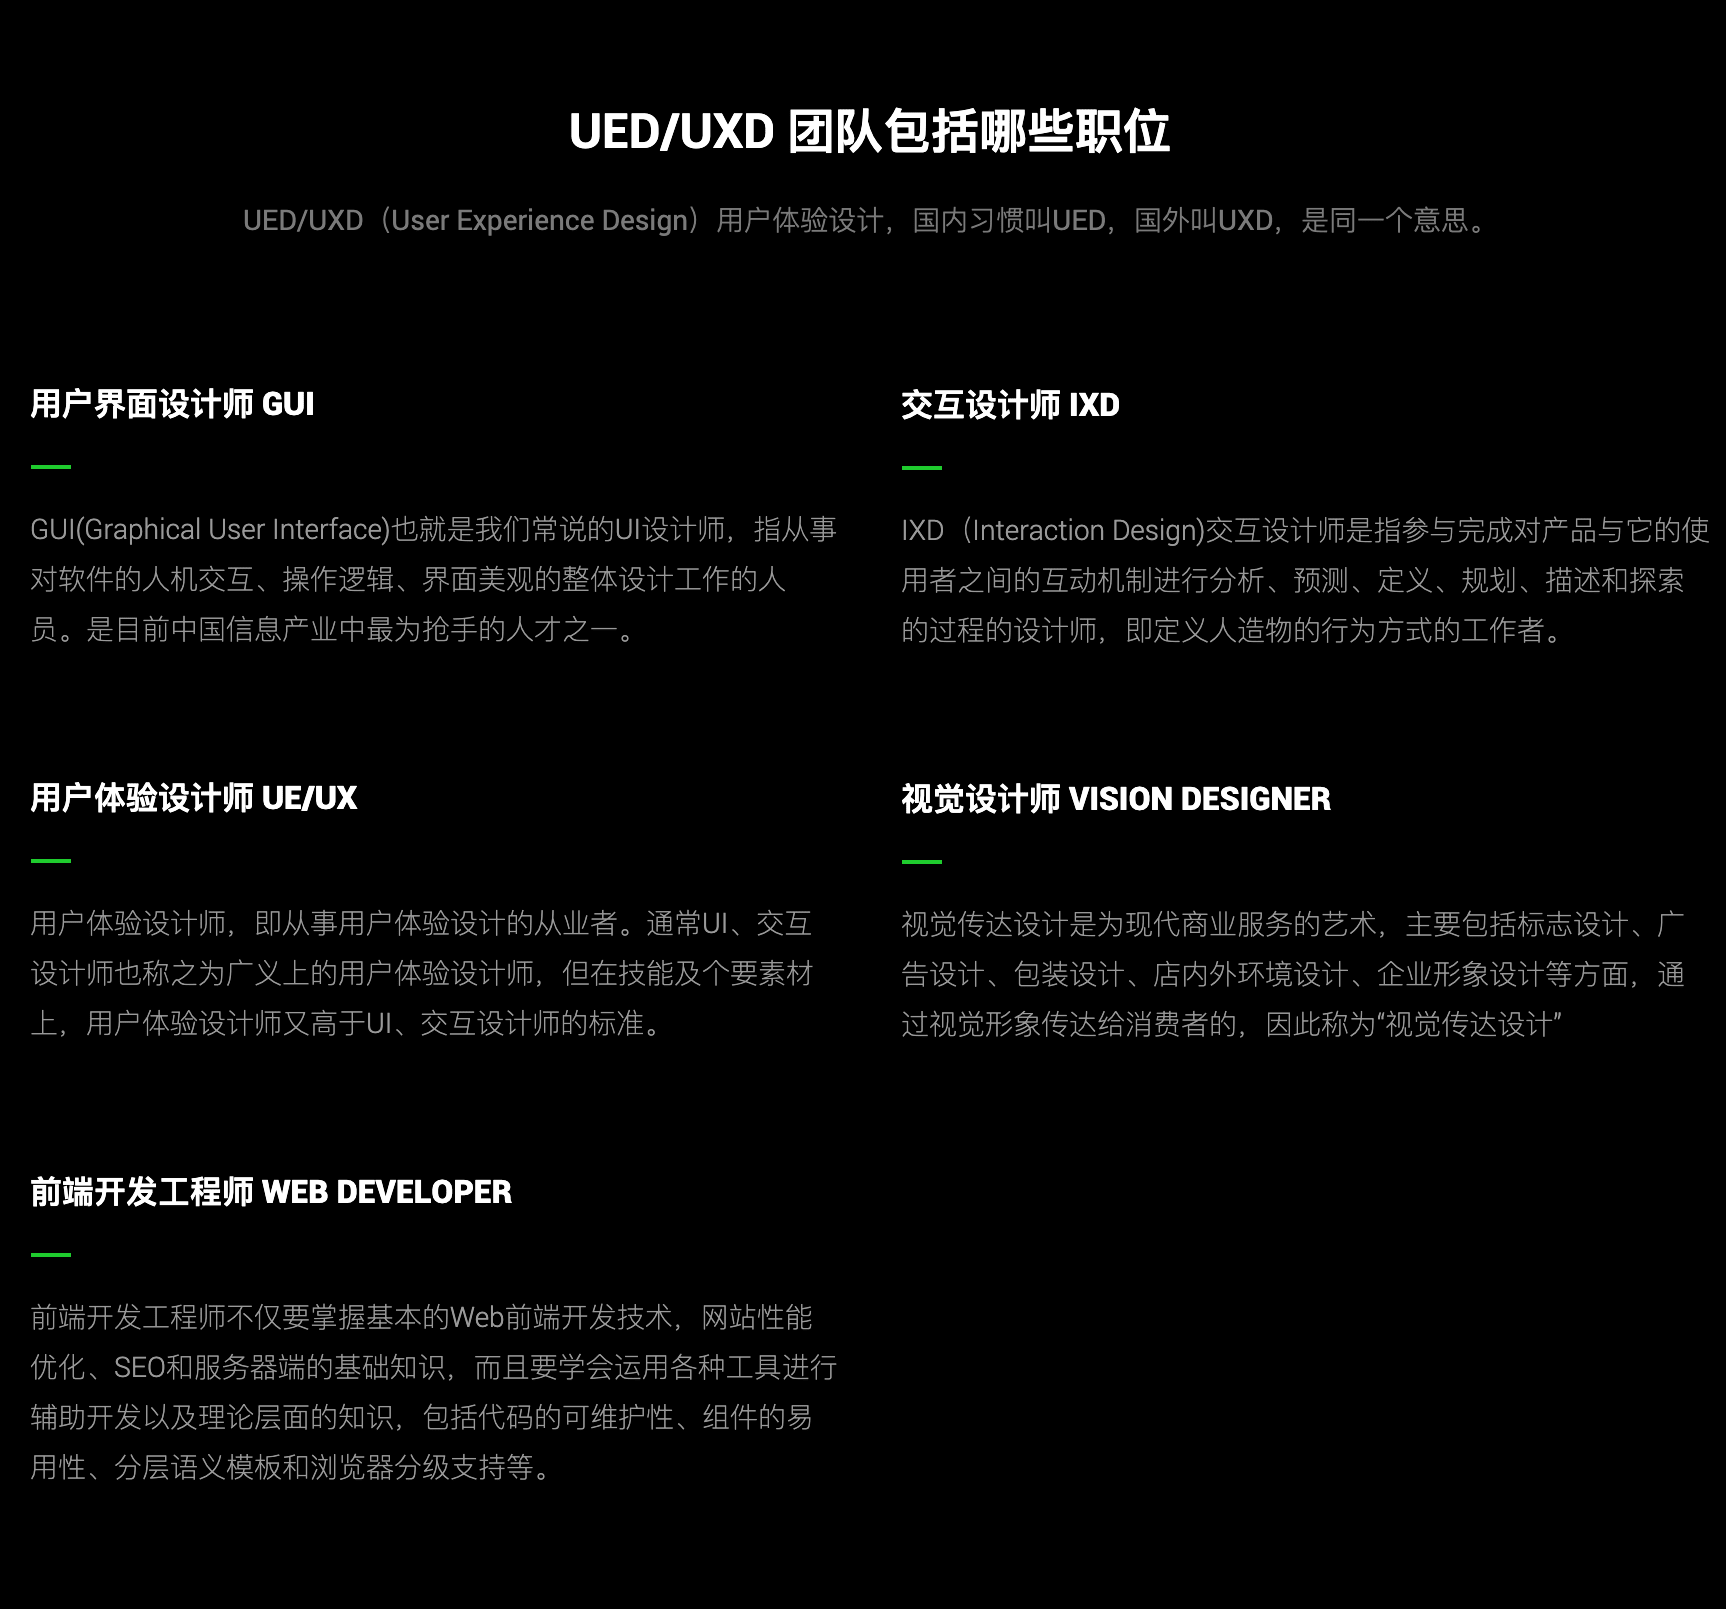 UED/UXD 团队包括哪些职位
UED/UXD（User Experience Design）用户体验设计，国内习惯叫UED，国外叫UXD，是同一个意思。
用户界面设计师 GUI
GUI(Graphical User Interface)也就是我们常说的UI设计师，指从事
对软件的人机交互、操作逻辑、界面美观的整体设计工作的人
员。是目前中国信息产业中最为抢手的人才之一。
交互设计师 IXD
IXD（Interaction Design)交互设计师是指参与完成对产品与它的使
用者之间的互动机制进行分析、预测、定义、规划、描述和探索
的过程的设计师，即定义人造物的行为方式的工作者。
用户体验设计师 UE/UX
用户体验设计师，即从事用户体验设计的从业者。通常UI、交互
设计师也称之为广义上的用户体验设计师，但在技能及个要素材
上，用户体验设计师又高于UI、交互设计师的标准。
视觉设计师 VISION DESIGNER
视觉传达设计是为现代商业服务的艺术，主要包括标志设计、广
告设计、包装设计、店内外环境设计、企业形象设计等方面，通
过视觉形象传达给消费者的，因此称为“视觉传达设计”
前端开发工程师 WEB DEVELOPER
前端开发工程师不仅要掌握基本的Web前端开发技术，网站性能
优化、SEO和服务器端的基础知识，而且要学会运用各种工具进行
辅助开发以及理论层面的知识，包括代码的可维护性、组件的易
用性、分层语义模板和浏览器分级支持等。